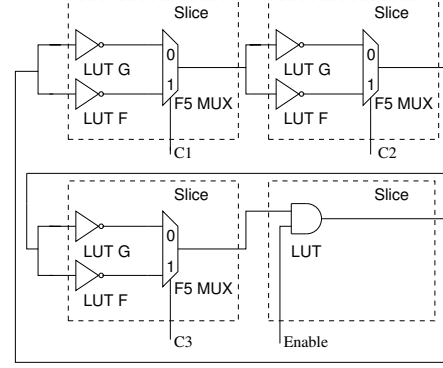 Slice Slice
0 0
LUT G LUT G
1 1
F5 MUX F5 MUX
LUT F LUT F
C1 C2
Slice Slice
0
LUT G LUT
1
F5 MUX
LUT F
C3 Enable